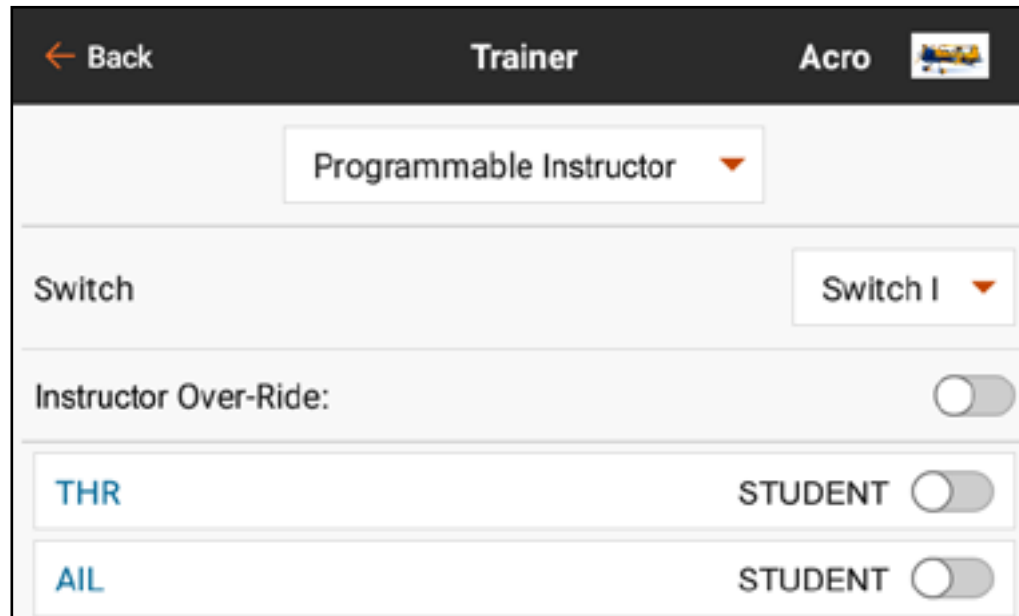 Back Trainer Acro
Programmable Instructor
Switch Switch I
Instructor Over-Ride:
THR STUDENT
AIL STUDENT